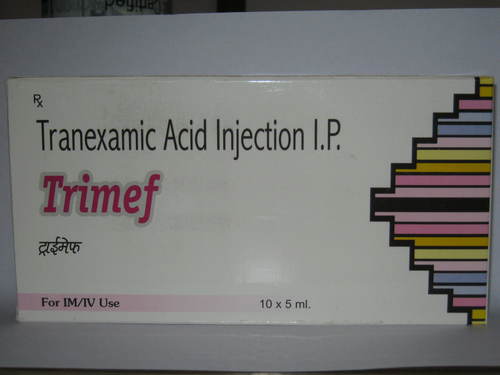 Rx
Tranexamic Acid Injection I.P.
Trimef
ट्राईमेफ
For IM/IV Use
10 x 5 ml.